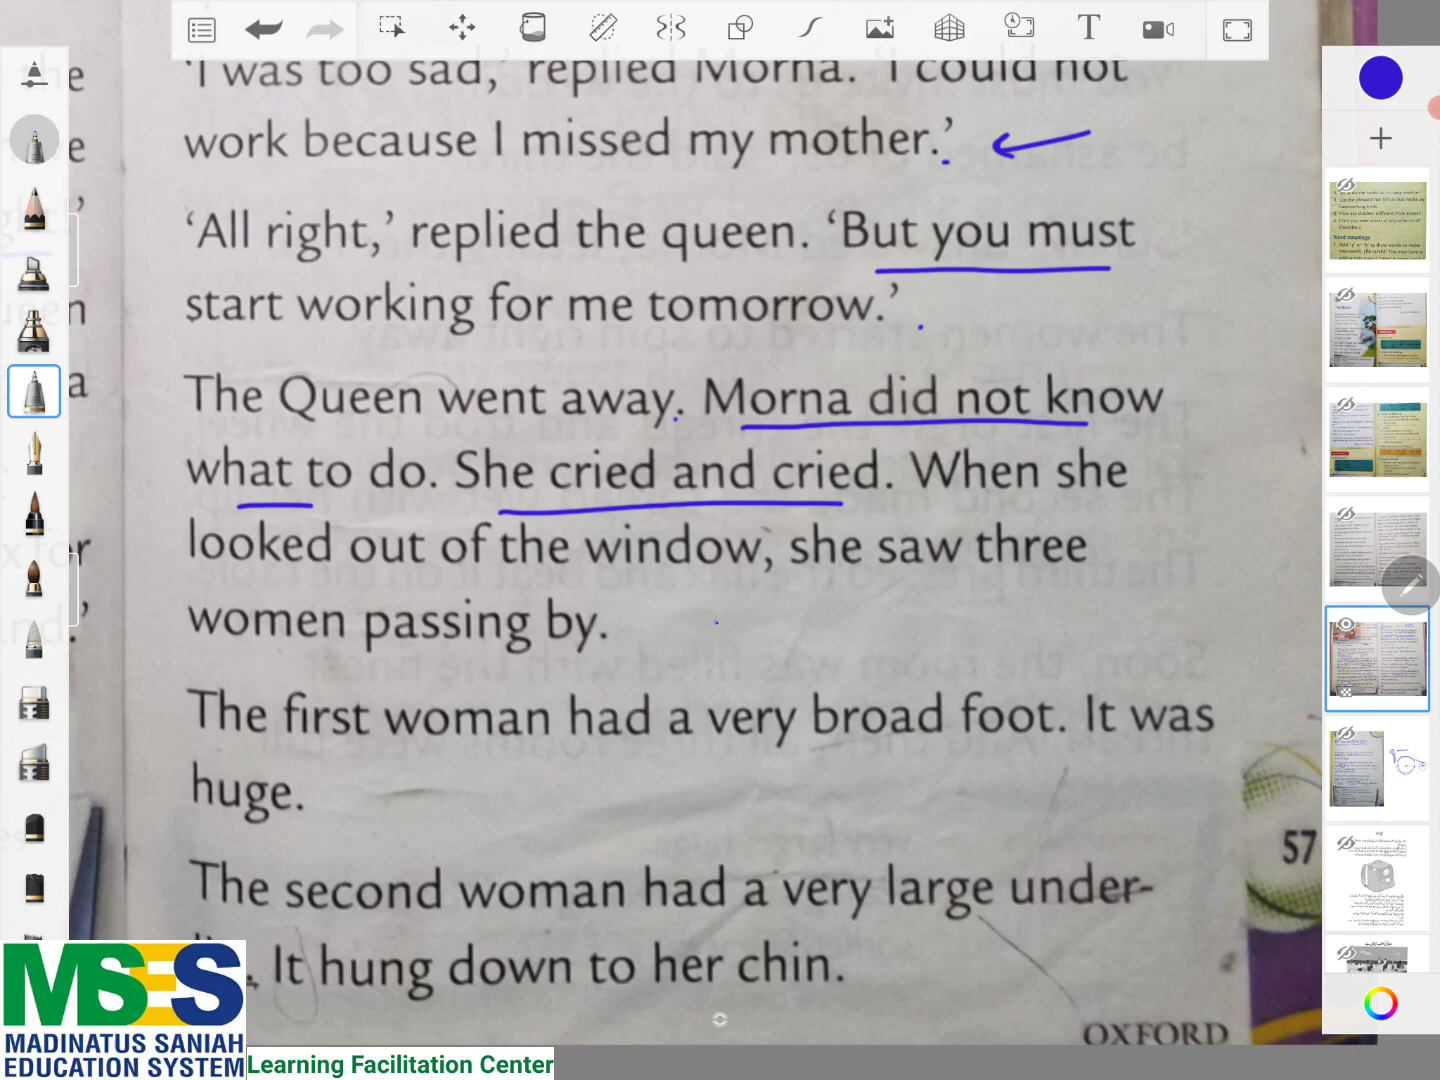 'I was too sad,' replied Morna. 'I could not
work because I missed my mother.'
'All right,' replied the queen. 'But you must
start working for me tomorrow.'
The Queen went away. Morna did not know
what to do. She cried and cried. When she
looked out of the window, she saw three
women passing by.
The first woman had a very broad foot. It was
huge.
57
The second woman had a very large under-
It hung down to her chin.
OXFORD
MSES
MADINATUS SANIAH
EDUCATION SYSTEM
Learning Facilitation Center